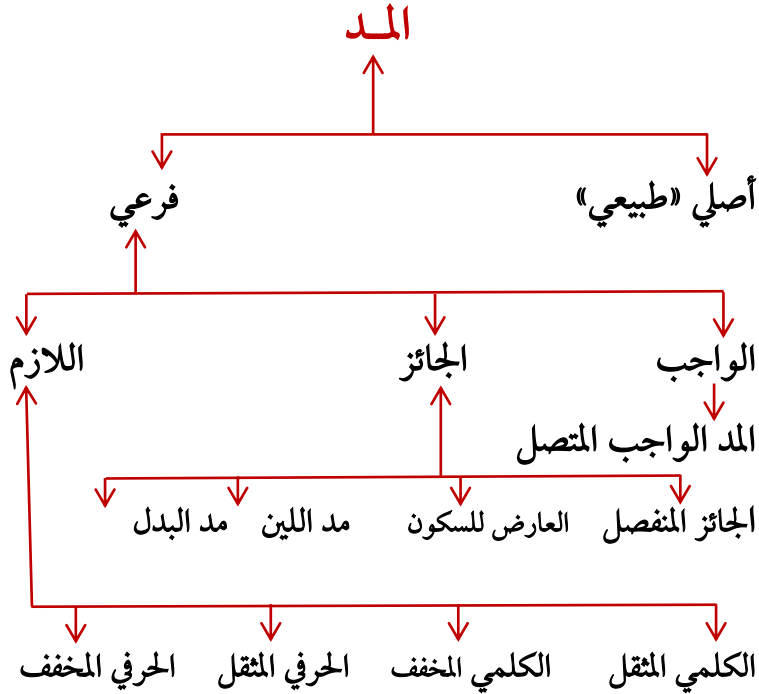 المــد
أصلي «طبيعي» فرعي
الواجب الجائز اللازم
المد الواجب المتصل
الجائز المنفصل العارض للسكون مد اللين مد البدل
الكلمي المثقل الكلمي المخفف الحرفي المثقل الحرفي المخفف